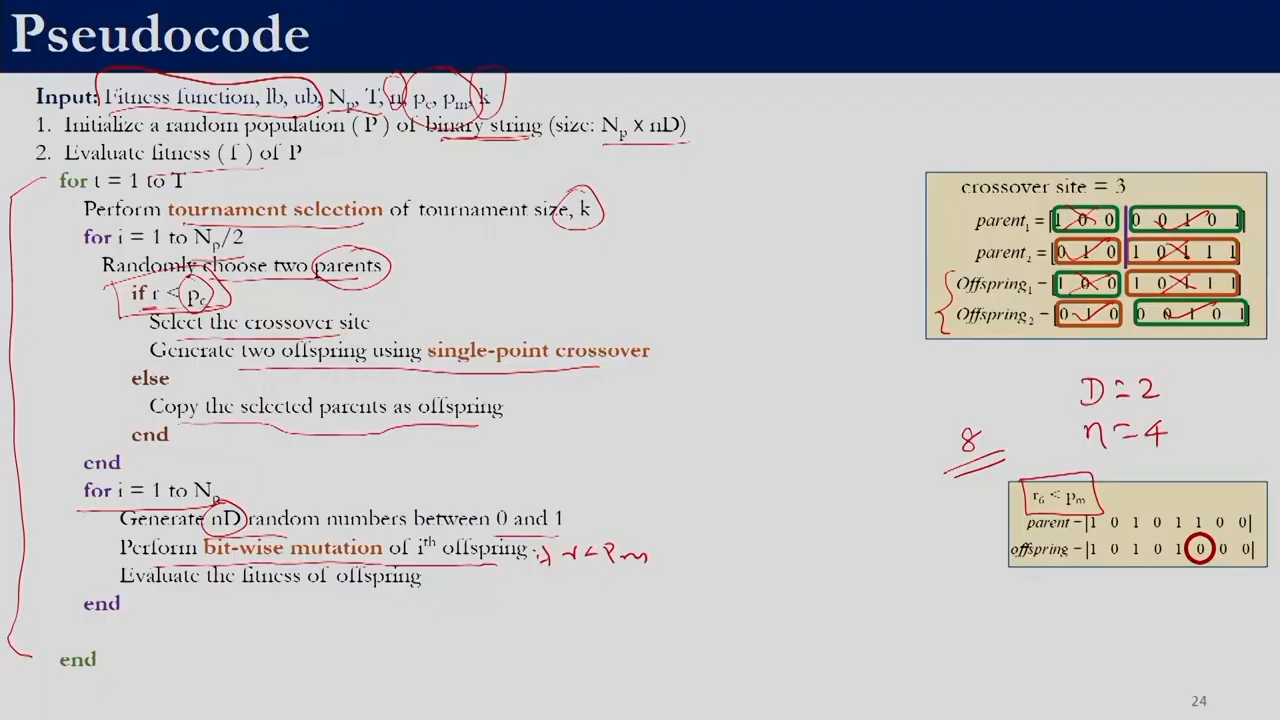 Pseudocode
Input: Fitness function, lb, ub, Np, T, n, pc, pm, k
1. Initialize a random population ( P ) of binary string (size: Np x nD)
2. Evaluate fitness ( f ) of P
for t = 1 to T
Perform tournament selection of tournament size, k
for i = 1 to Np/2
Randomly choose two parents
if r < pc
Select the crossover site
Generate two offspring using single-point crossover
else
Copy the selected parents as offspring
end
end
for i = 1 to Np
Generate nD random numbers between 0 and 1
Perform bit-wise mutation of ith offspring if r < pm
Evaluate the fitness of offspring
end
end
crossover site = 3
parent1 = [1 0 0 0 0 1 0 1]
parent2 = [0 1 0 1 0 1 1 1]
Offspring1 = [1 0 0 1 0 1 1 1]
Offspring2 = [0 1 0 0 0 1 0 1]
D = 2
n = 4
8
r6 < pm
parent = |1 0 1 0 1 1 0 0|
offspring = |1 0 1 0 1 0 0 0|
24